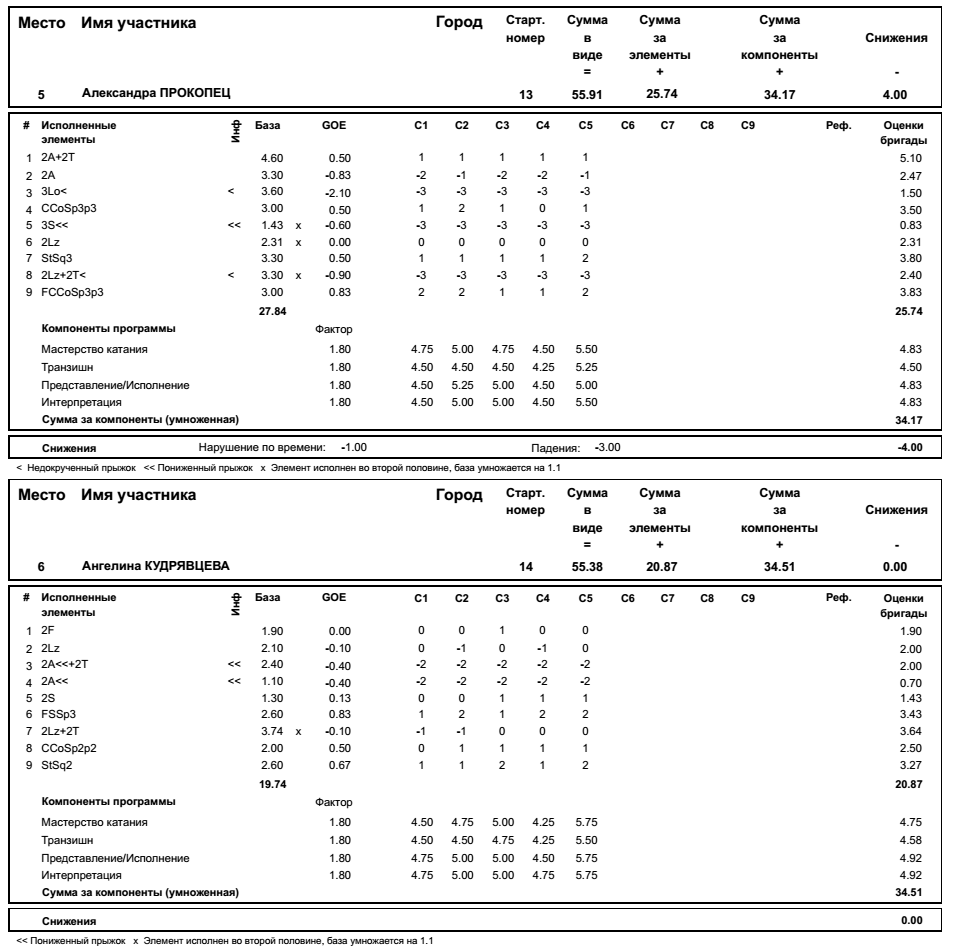 Место Имя участника Город Старт. номер Сумма в виде = Сумма за элементы + Сумма за компоненты + Снижения -
5 Александра ПРОКОПЕЦ 13 55.91 25.74 34.17 4.00
# Исполненные элементы Инф База GOE C1 C2 C3 C4 C5 C6 C7 C8 C9 Реф. Оценки бригады
1 2A+2T 4.60 0.50 1 1 1 1 1 5.10
2 2A 3.30 -0.83 -2 -1 -2 -2 -1 2.47
3 3Lo< < 3.60 -2.10 -3 -3 -3 -3 -3 1.50
4 CCoSp3p3 3.00 0.50 1 2 1 0 1 3.50
5 3S<< << 1.43 x -0.60 -3 -3 -3 -3 -3 0.83
6 2Lz 2.31 x 0.00 0 0 0 0 0 2.31
7 StSq3 3.30 0.50 1 1 1 1 2 3.80
8 2Lz+2T< < 3.30 x -0.90 -3 -3 -3 -3 -3 2.40
9 FCCoSp3p3 3.00 0.83 2 2 1 1 2 3.83
27.84 25.74
Компоненты программы Фактор
Мастерство катания 1.80 4.75 5.00 4.75 4.50 5.50 4.83
Транзишн 1.80 4.50 4.50 4.50 4.25 5.25 4.50
Представление/Исполнение 1.80 4.50 5.25 5.00 4.50 5.00 4.83
Интерпретация 1.80 4.50 5.00 5.00 4.50 5.50 4.83
Сумма за компоненты (умноженная) 34.17
Снижения Нарушение по времени: -1.00 Падения: -3.00 -4.00
< Недокрученный прыжок << Пониженный прыжок x Элемент исполнен во второй половине, база умножается на 1.1
Место Имя участника Город Старт. номер Сумма в виде = Сумма за элементы + Сумма за компоненты + Снижения -
6 Ангелина КУДРЯВЦЕВА 14 55.38 20.87 34.51 0.00
# Исполненные элементы Инф База GOE C1 C2 C3 C4 C5 C6 C7 C8 C9 Реф. Оценки бригады
1 2F 1.90 0.00 0 0 1 0 0 1.90
2 2Lz 2.10 -0.10 0 -1 0 -1 0 2.00
3 2A<<+2T << 2.40 -0.40 -2 -2 -2 -2 -2 2.00
4 2A<< << 1.10 -0.40 -2 -2 -2 -2 -2 0.70
5 2S 1.30 0.13 0 0 1 1 1 1.43
6 FSSp3 2.60 0.83 1 2 1 2 2 3.43
7 2Lz+2T 3.74 x -0.10 -1 -1 0 0 0 3.64
8 CCoSp2p2 2.00 0.50 0 1 1 1 1 2.50
9 StSq2 2.60 0.67 1 1 2 1 2 3.27
19.74 20.87
Компоненты программы Фактор
Мастерство катания 1.80 4.50 4.75 5.00 4.25 5.75 4.75
Транзишн 1.80 4.50 4.50 4.75 4.25 5.50 4.58
Представление/Исполнение 1.80 4.75 5.00 5.00 4.50 5.75 4.92
Интерпретация 1.80 4.75 5.00 5.00 4.75 5.75 4.92
Сумма за компоненты (умноженная) 34.51
Снижения 0.00
<< Пониженный прыжок x Элемент исполнен во второй половине, база умножается на 1.1